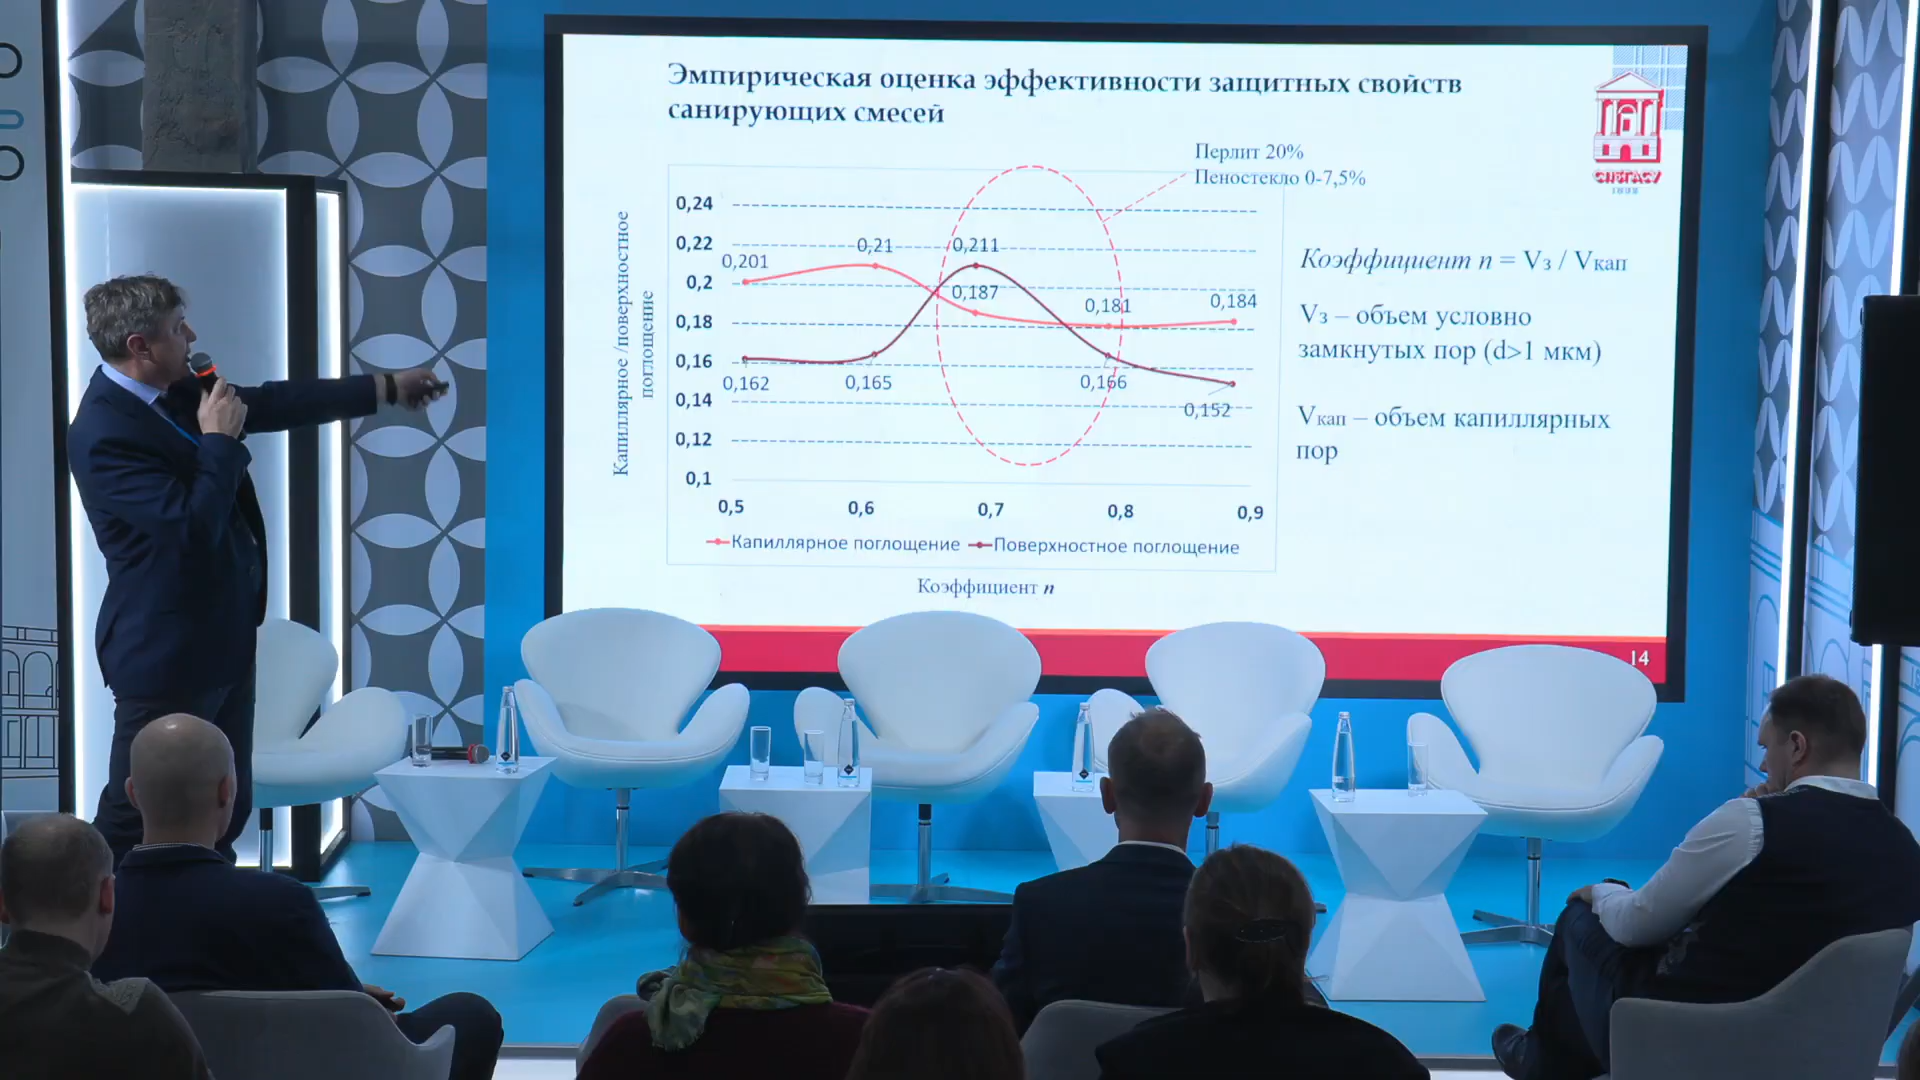 Эмпирическая оценка эффективности защитных свойств
санирующих смесей
СПбГАСУ
Перлит 20%
Пеностекло 0-7,5%
Капиллярное /поверхностное
поглощение
0,24
0,22
0,2
0,18
0,16
0,14
0,12
0,1
0,201
0,21
0,211
0,187
0,181
0,184
0,162
0,165
0,166
0,152
0,5
0,6
0,7
0,8
0,9
Капиллярное поглощение
Поверхностное поглощение
Коэффициент n
Коэффициент n = Vз / Vкап
Vз – объем условно
замкнутых пор (d>1 мкм)
Vкап – объем капиллярных
пор
14